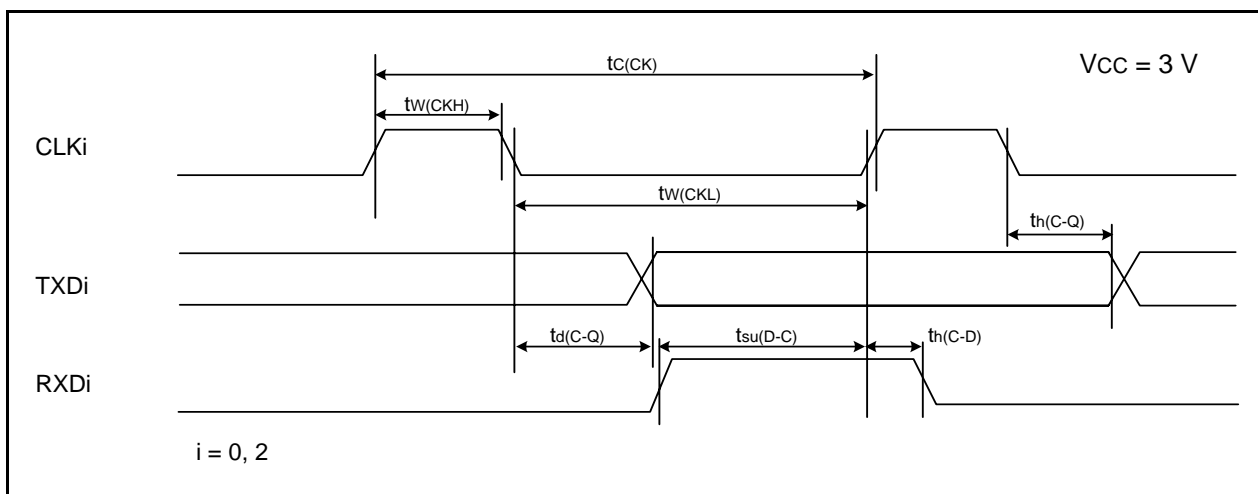 tC(CK)
VCC = 3 V
tW(CKH)
CLKi
tW(CKL)
th(C-Q)
TXDi
td(C-Q)
tsu(D-C)
th(C-D)
RXDi
i = 0, 2